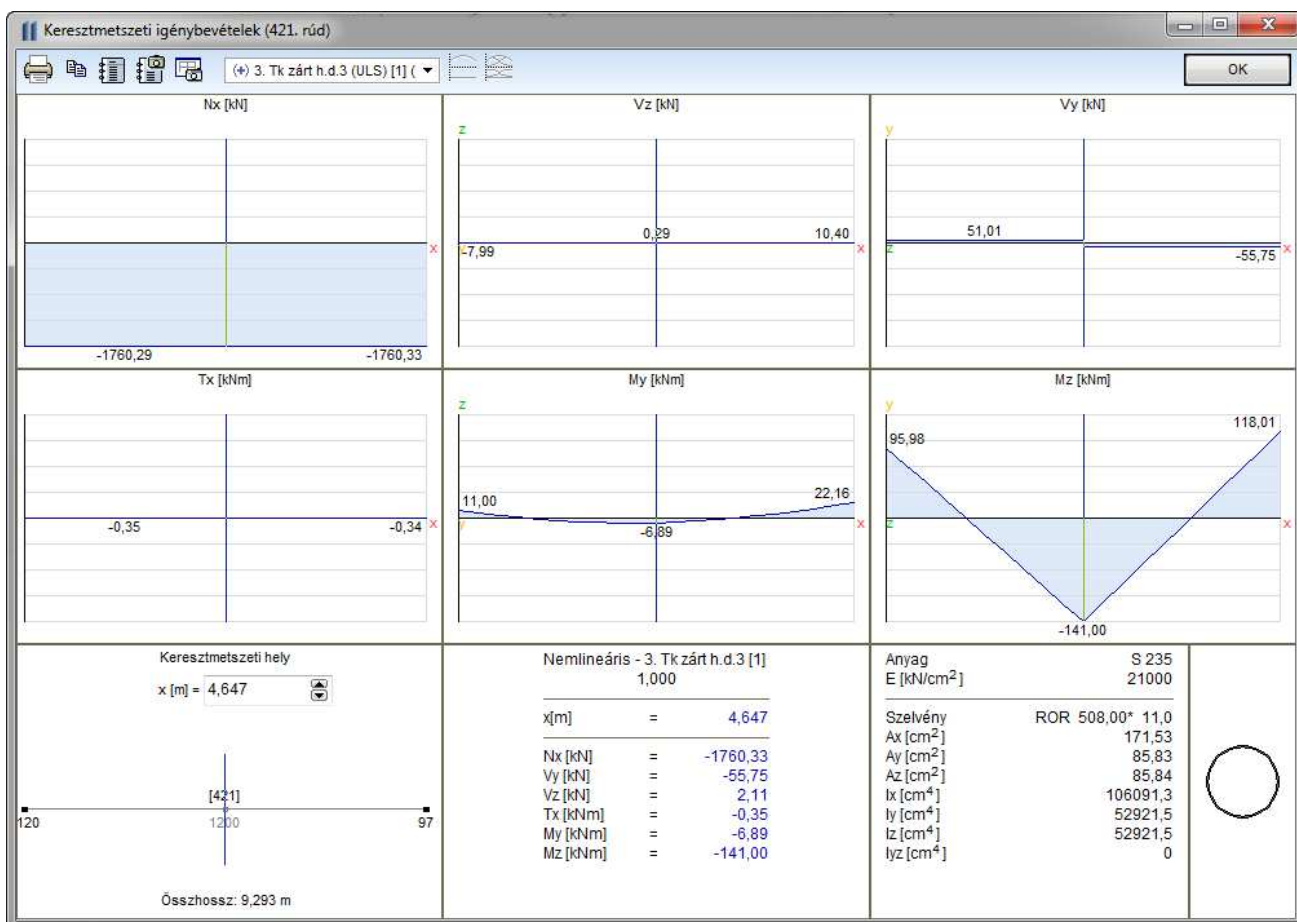 Keresztmetszeti igénybevételek (421. rúd)
(+) 3. Tk zárt h.d.3 (ULS) [1] (
OK
Nx [kN]
-1760,29
-1760,33
x
Vz [kN]
z
y
-7,99
0,29
10,40
x
Vy [kN]
y
z
51,01
-55,75
x
Tx [kNm]
-0,35
-0,34
x
My [kNm]
z
y
11,00
-6,89
22,16
x
Mz [kNm]
y
z
95,98
-141,00
118,01
x
Keresztmetszeti hely
x [m] = 4,647
[421]
120 1200 97
Összhossz: 9,293 m
Nemlineáris - 3. Tk zárt h.d.3 [1]
1,000
x[m] = 4,647
Nx [kN] = -1760,33
Vy [kN] = -55,75
Vz [kN] = 2,11
Tx [kNm] = -0,35
My [kNm] = -6,89
Mz [kNm] = -141,00
Anyag S 235
E [kN/cm²] 21000
Szelvény ROR 508,00* 11,0
Ax [cm²] 171,53
Ay [cm²] 85,83
Az [cm²] 85,84
Ix [cm⁴] 106091,3
Iy [cm⁴] 52921,5
Iz [cm⁴] 52921,5
Iyz [cm⁴] 0